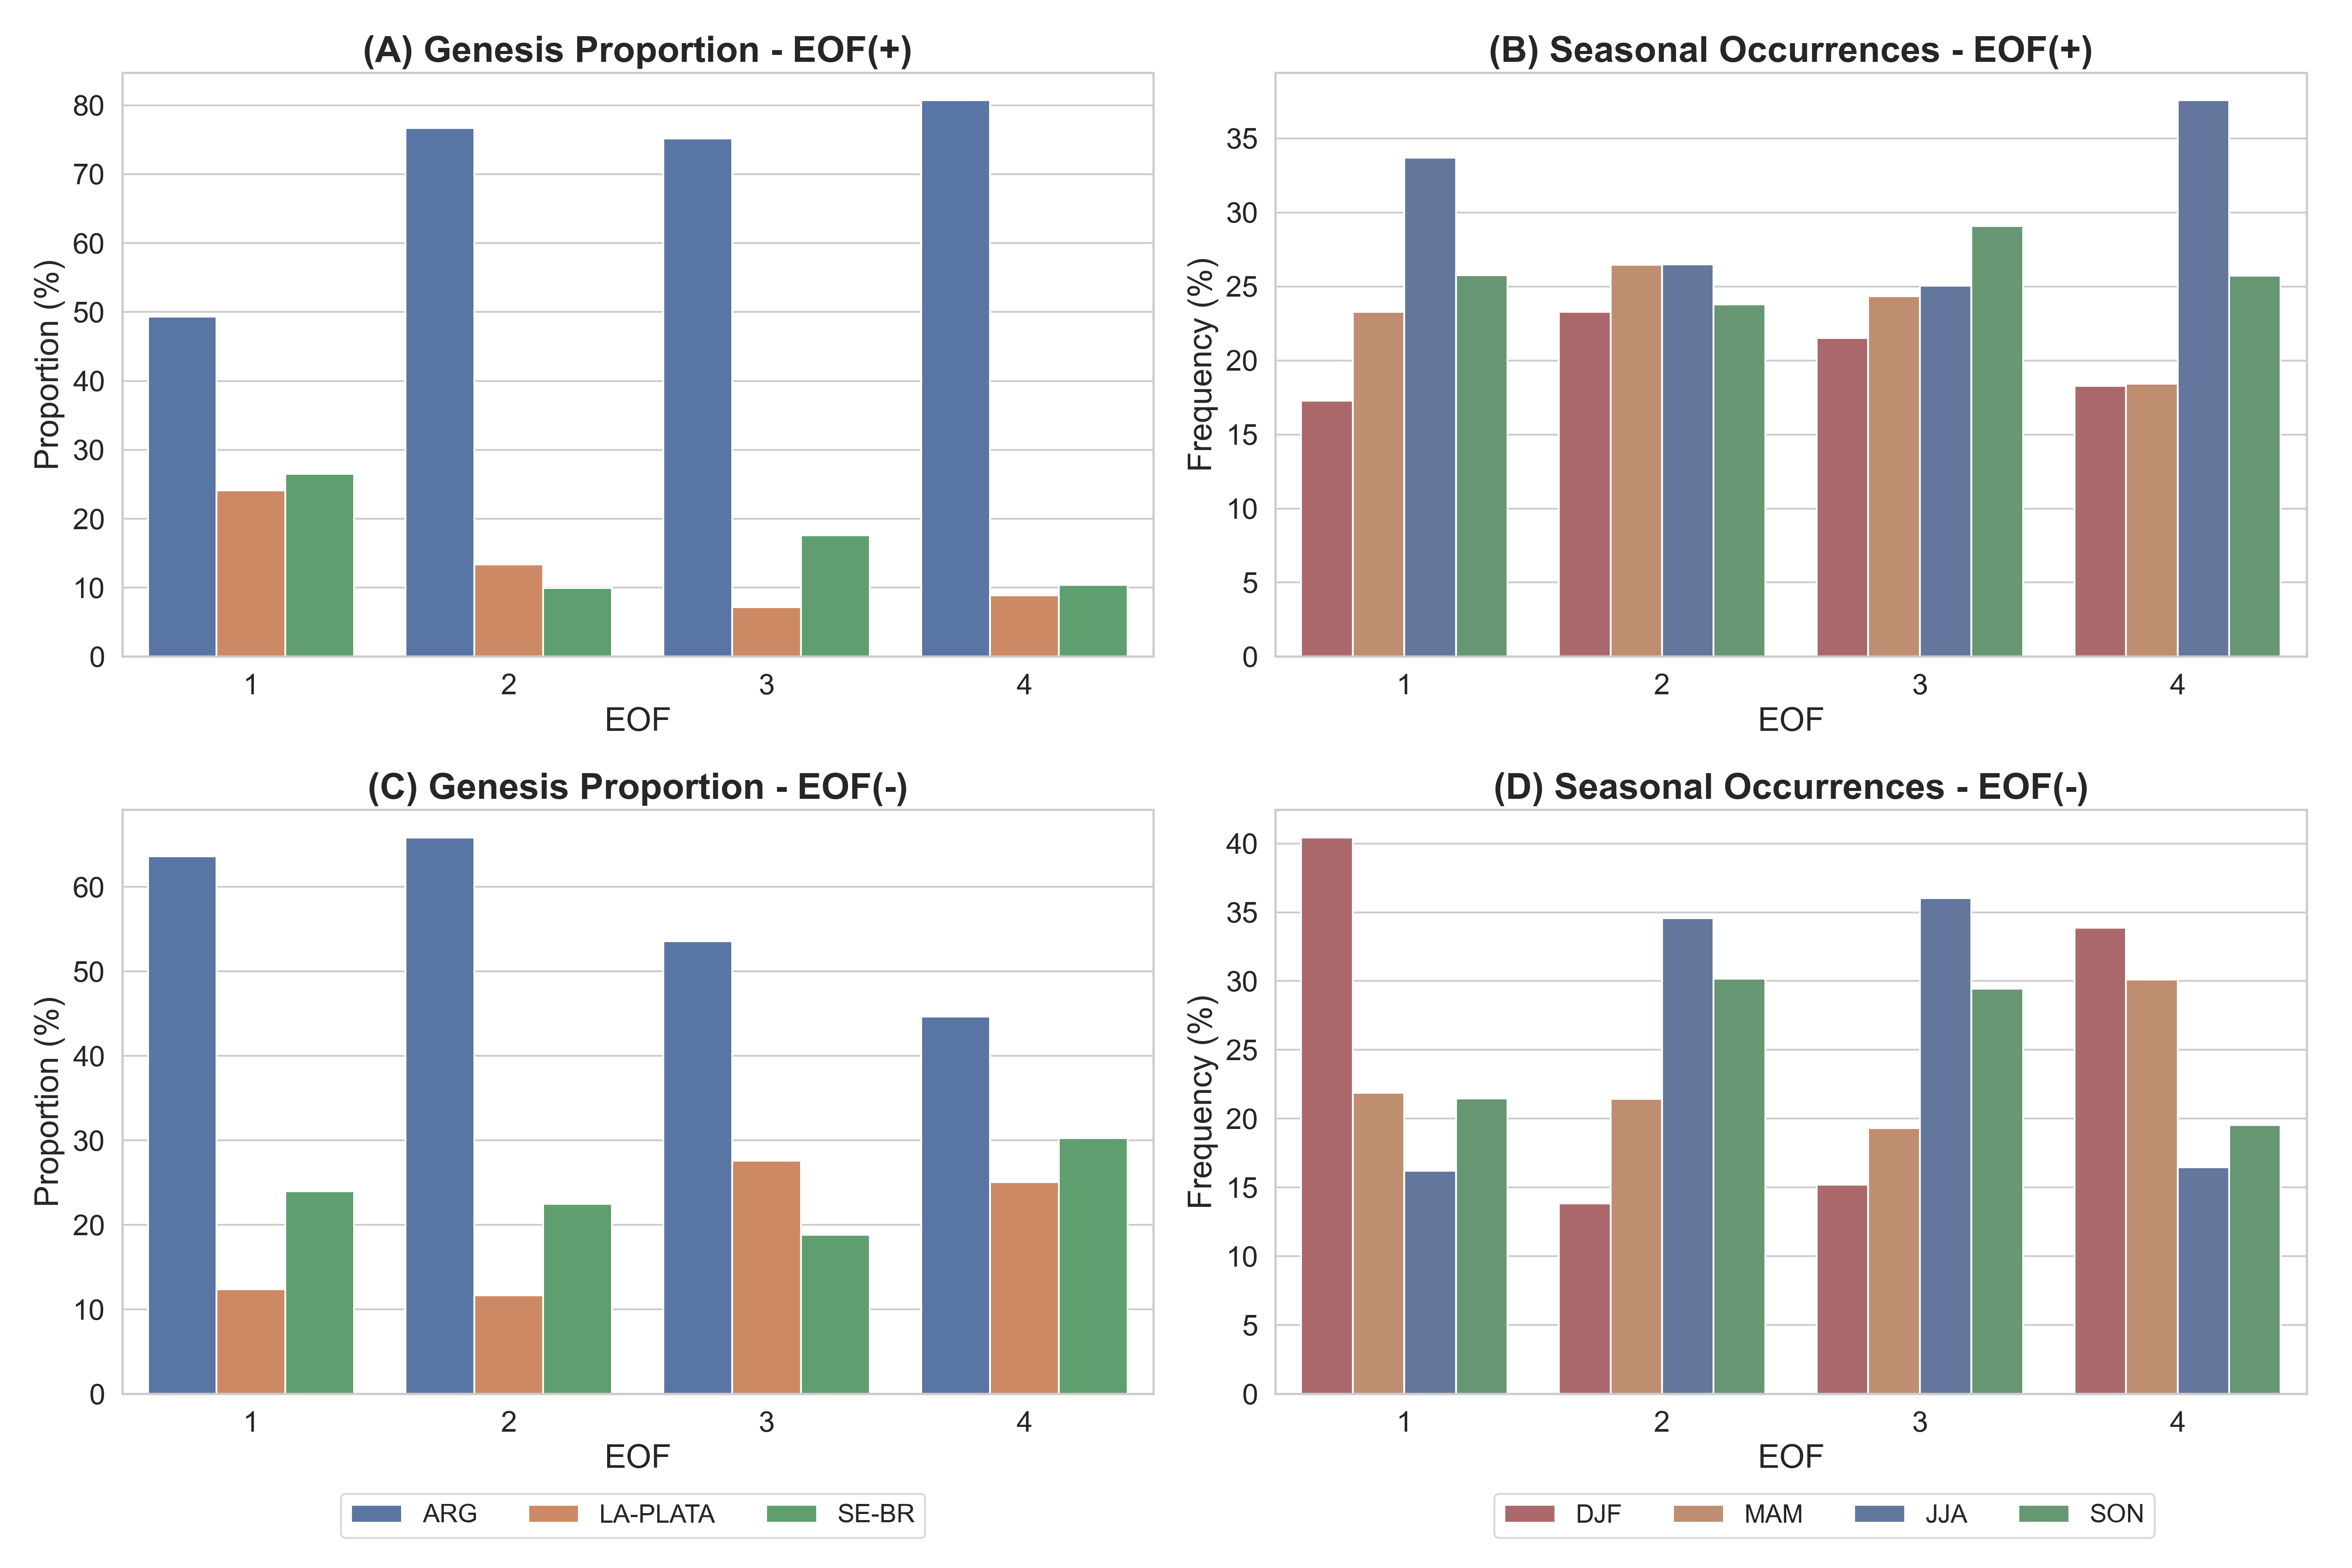 (A) Genesis Proportion - EOF(+)
Proportion (%)
80
70
60
50
40
30
20
10
0
1 2 3 4
EOF
(B) Seasonal Occurrences - EOF(+)
Frequency (%)
35
30
25
20
15
10
5
0
1 2 3 4
EOF
(C) Genesis Proportion - EOF(-)
Proportion (%)
60
50
40
30
20
10
0
1 2 3 4
EOF
ARG LA-PLATA SE-BR
(D) Seasonal Occurrences - EOF(-)
Frequency (%)
40
35
30
25
20
15
10
5
0
1 2 3 4
EOF
DJF MAM JJA SON